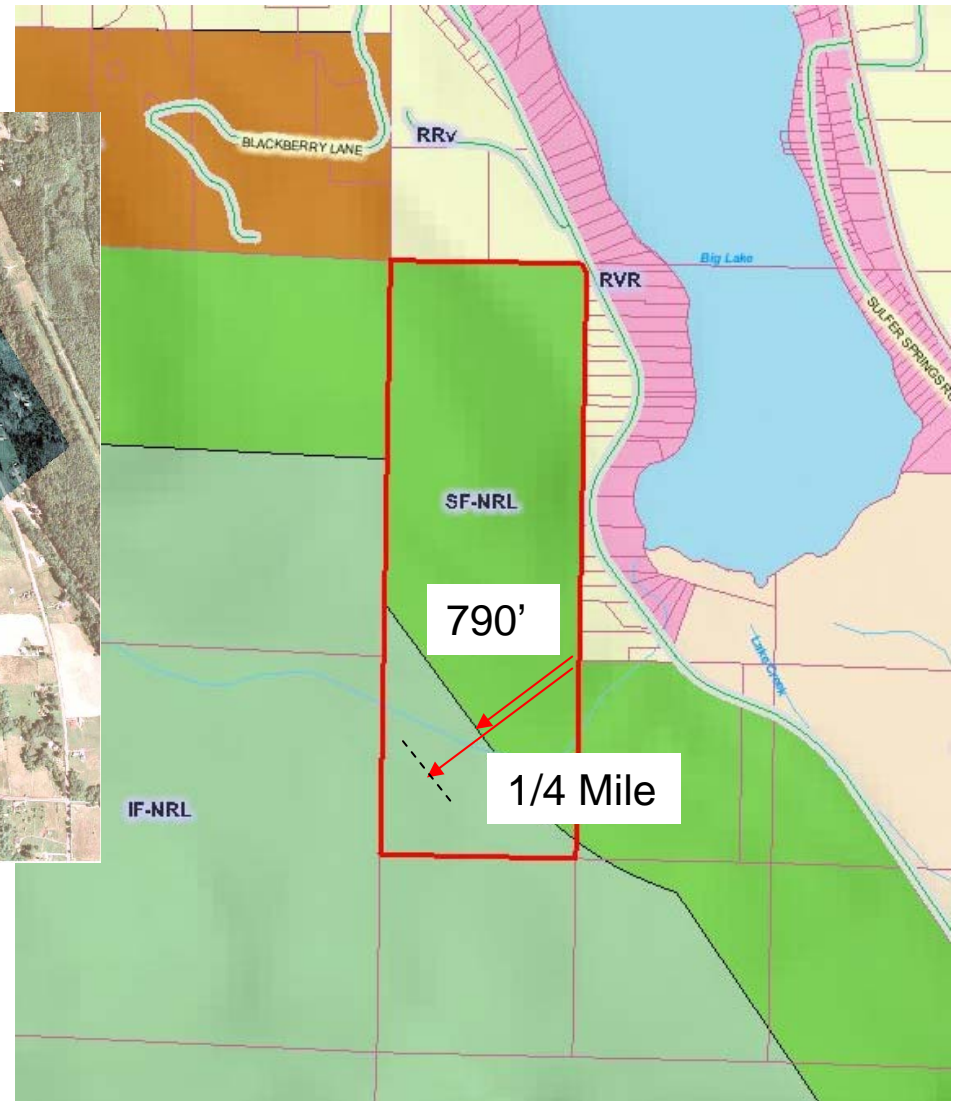 BLACKBERRY LANE
RRv
Big Lake
RVR
SULFER SPRINGS
SF-NRL
790’
Lake Creek
1/4 Mile
IF-NRL